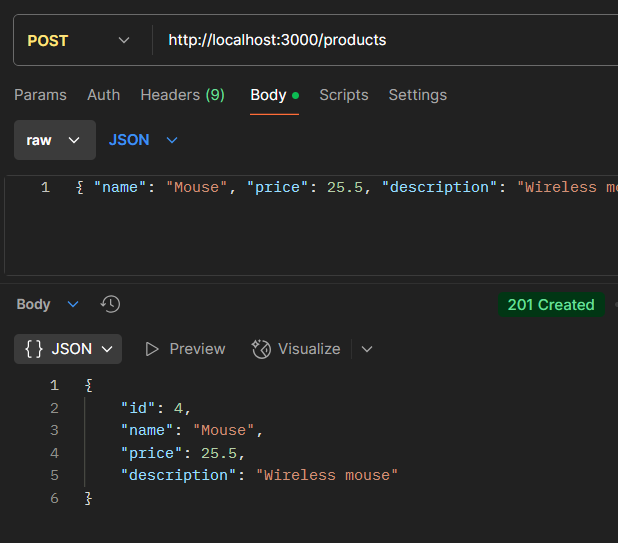 POST http://localhost:3000/products
Params Auth Headers (9) Body Scripts Settings
raw JSON
1 { "name": "Mouse", "price": 25.5, "description": "Wireless
Body 201 Created
{} JSON Preview Visualize
1 {
2 "id": 4,
3 "name": "Mouse",
4 "price": 25.5,
5 "description": "Wireless mouse"
6 }